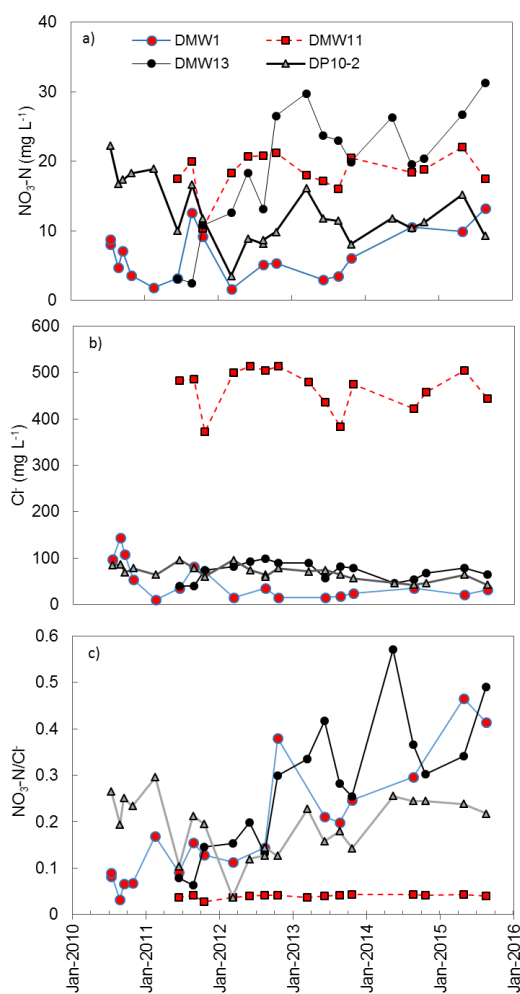 a)
DMW1
DMW11
DMW13
DP10-2
NO₃-N (mg L⁻¹)
40
30
20
10
0
b)
Cl⁻ (mg L⁻¹)
600
500
400
300
200
100
0
c)
NO₃-N/Cl⁻
0.6
0.5
0.4
0.3
0.2
0.1
0
Jan-2010
Jan-2011
Jan-2012
Jan-2013
Jan-2014
Jan-2015
Jan-2016